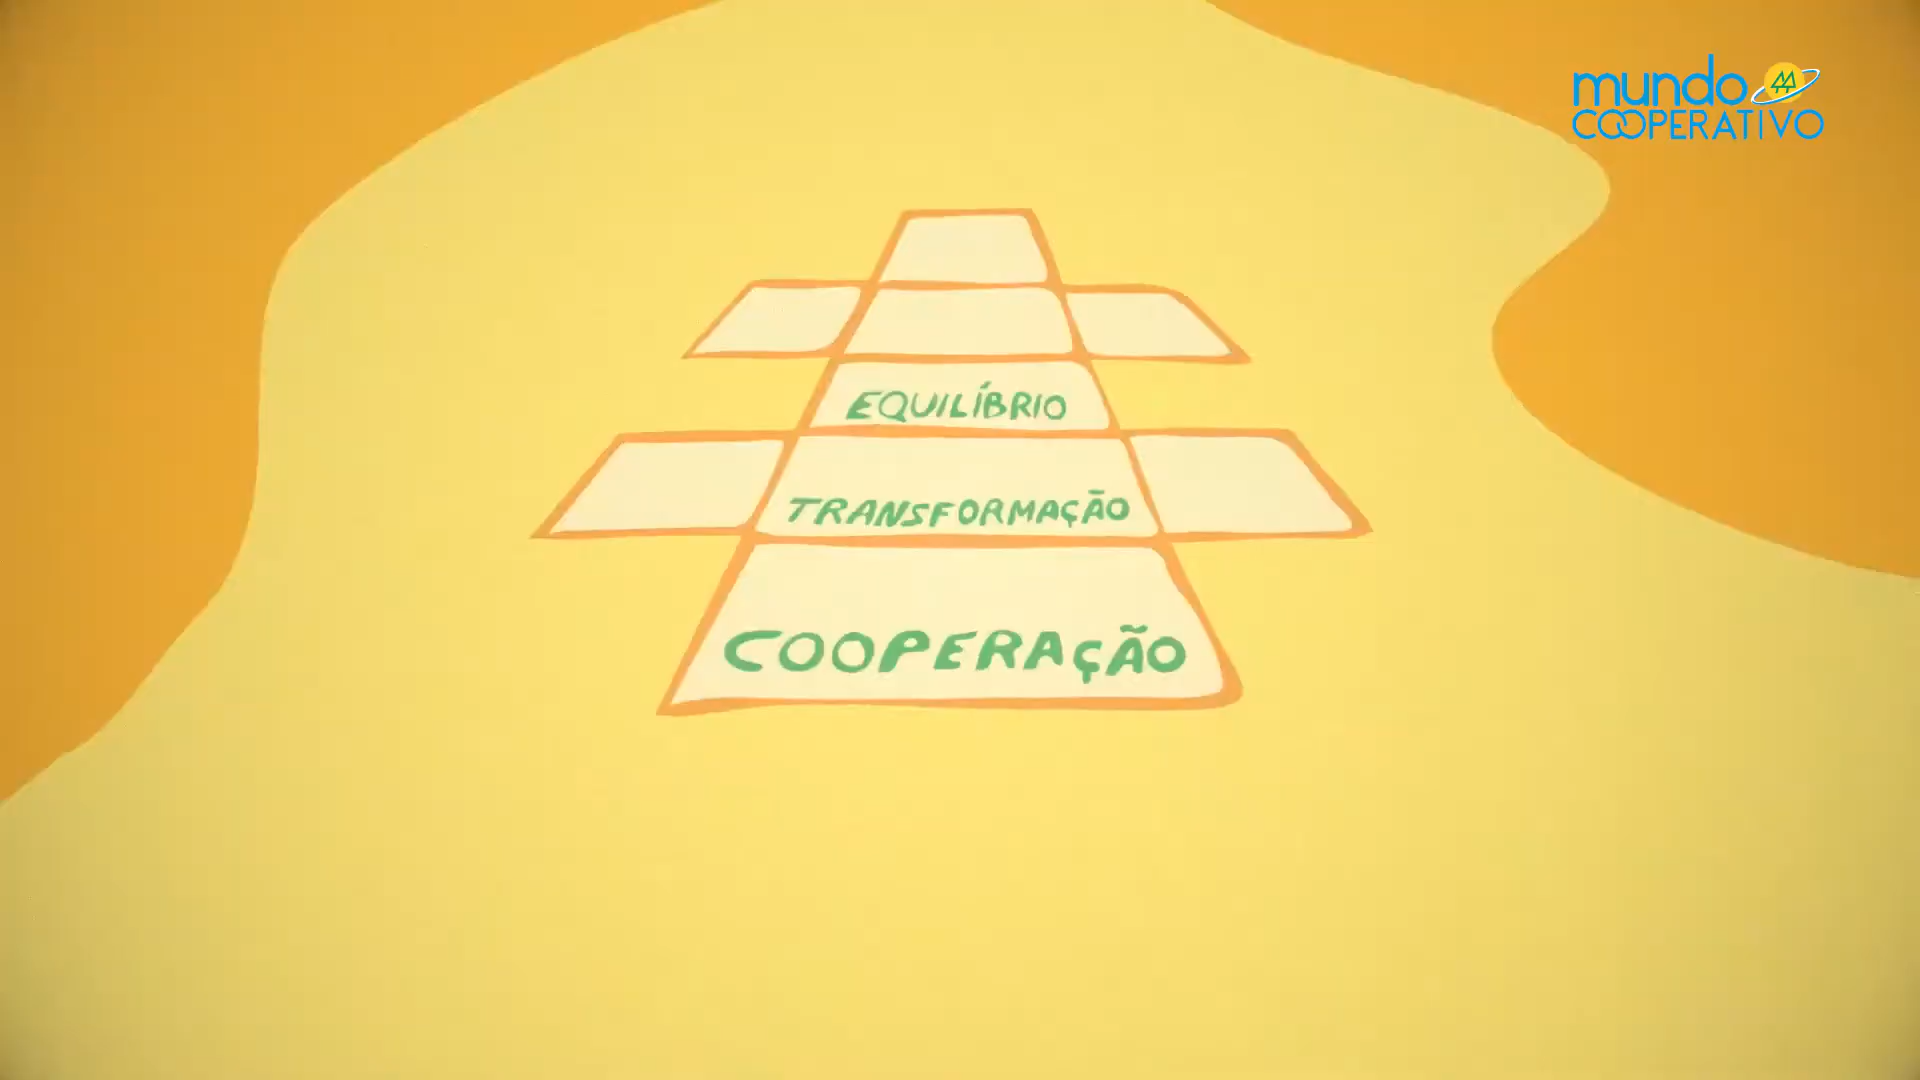 mundo
COOPERATIVO
EQUILÍBRIO
TRANSFORMAÇÃO
COOPERAÇÃO